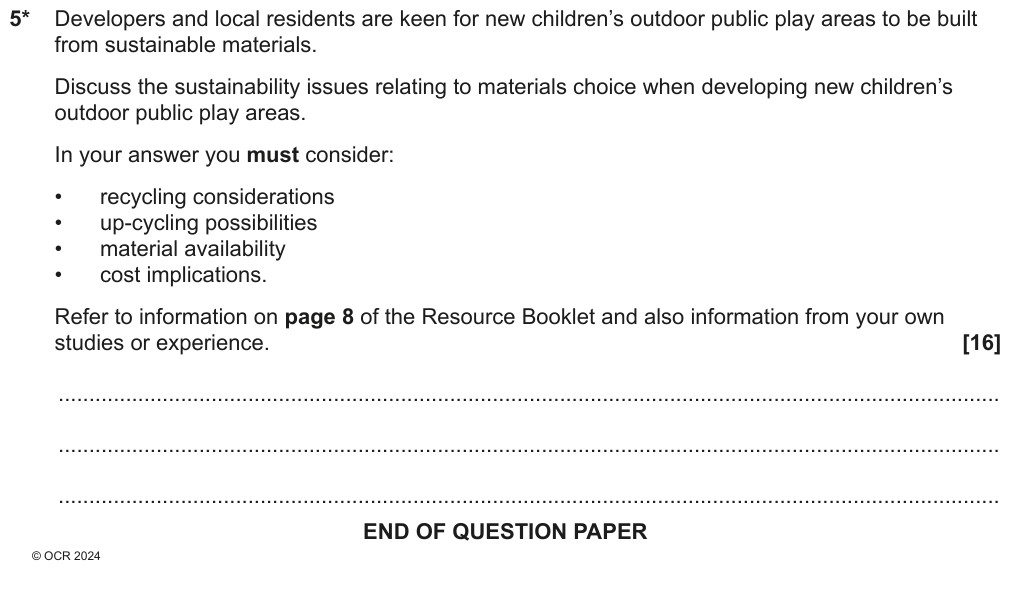 5* Developers and local residents are keen for new children’s outdoor public play areas to be built
from sustainable materials.
Discuss the sustainability issues relating to materials choice when developing new children’s
outdoor public play areas.
In your answer you must consider:
• recycling considerations
• up-cycling possibilities
• material availability
• cost implications.
Refer to information on page 8 of the Resource Booklet and also information from your own
studies or experience. [16]
....................................................................................................................................................
....................................................................................................................................................
....................................................................................................................................................
END OF QUESTION PAPER
© OCR 2024